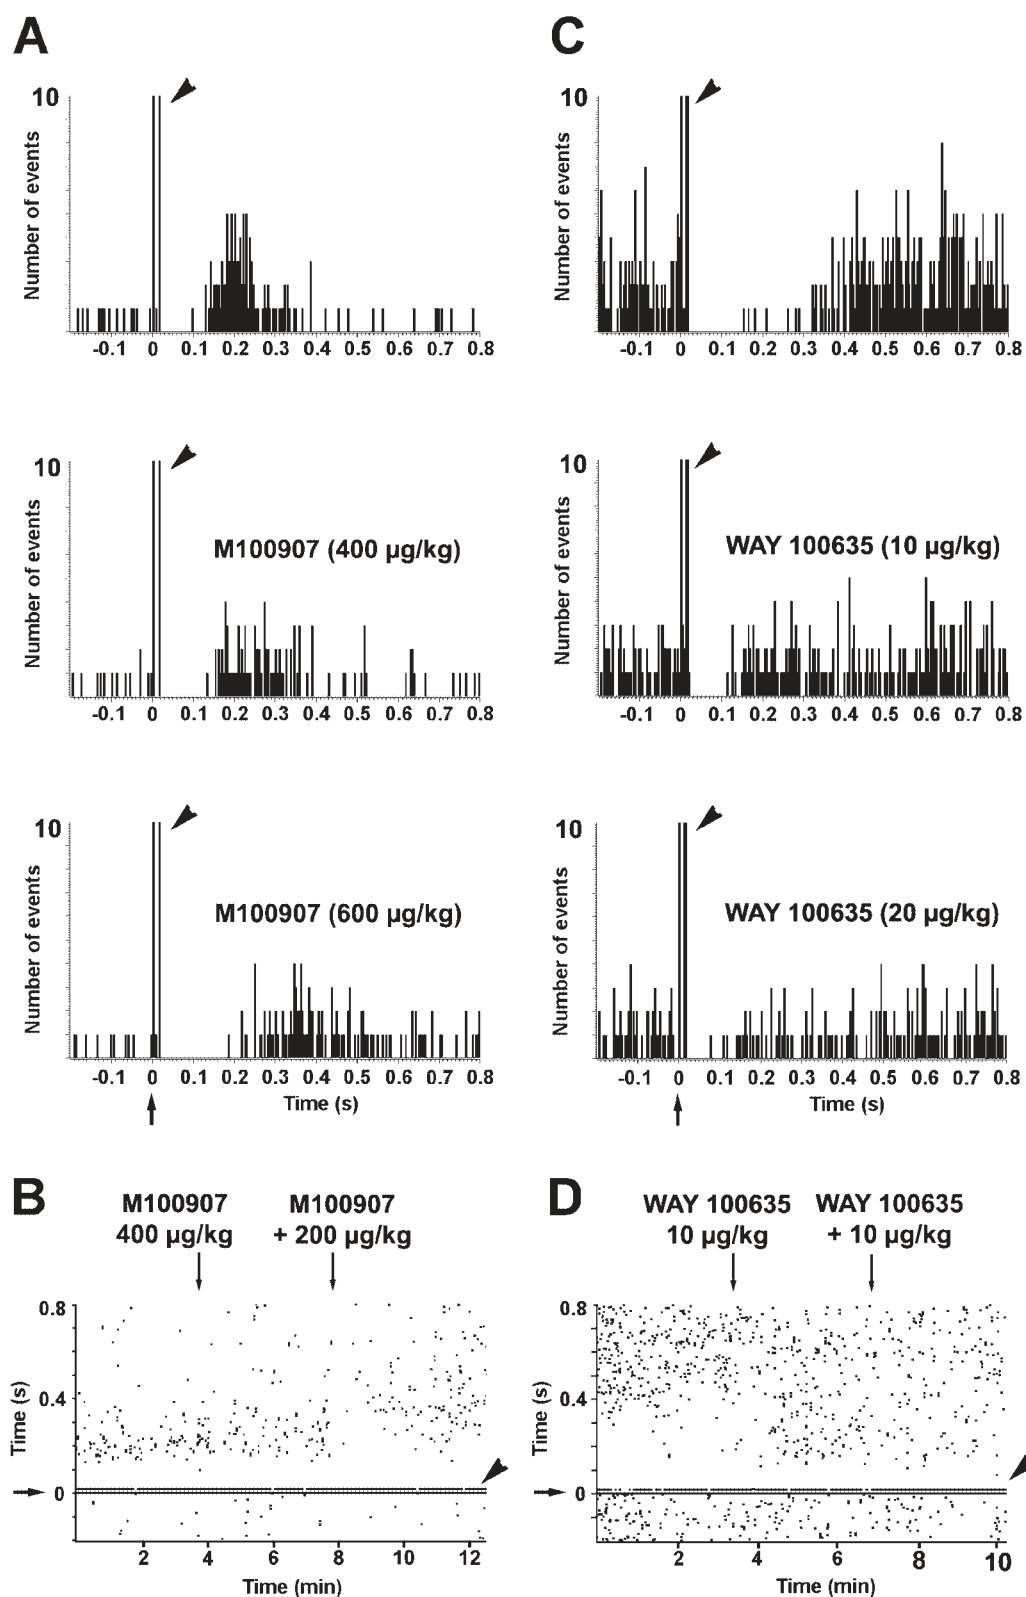 A
10
Number of events
-0.1 0 0.1 0.2 0.3 0.4 0.5 0.6 0.7 0.8
10
Number of events
M100907 (400 µg/kg)
-0.1 0 0.1 0.2 0.3 0.4 0.5 0.6 0.7 0.8
10
Number of events
M100907 (600 µg/kg)
-0.1 0 0.1 0.2 0.3 0.4 0.5 0.6 0.7 0.8
Time (s)
C
10
Number of events
-0.1 0 0.1 0.2 0.3 0.4 0.5 0.6 0.7 0.8
10
Number of events
WAY 100635 (10 µg/kg)
-0.1 0 0.1 0.2 0.3 0.4 0.5 0.6 0.7 0.8
10
Number of events
WAY 100635 (20 µg/kg)
-0.1 0 0.1 0.2 0.3 0.4 0.5 0.6 0.7 0.8
Time (s)
B
M100907
400 µg/kg
M100907
+ 200 µg/kg
0.8
0.4
0
Time (s)
2 4 6 8 10 12
Time (min)
D
WAY 100635
10 µg/kg
WAY 100635
+ 10 µg/kg
0.8
0.4
0
Time (s)
2 4 6 8 10
Time (min)